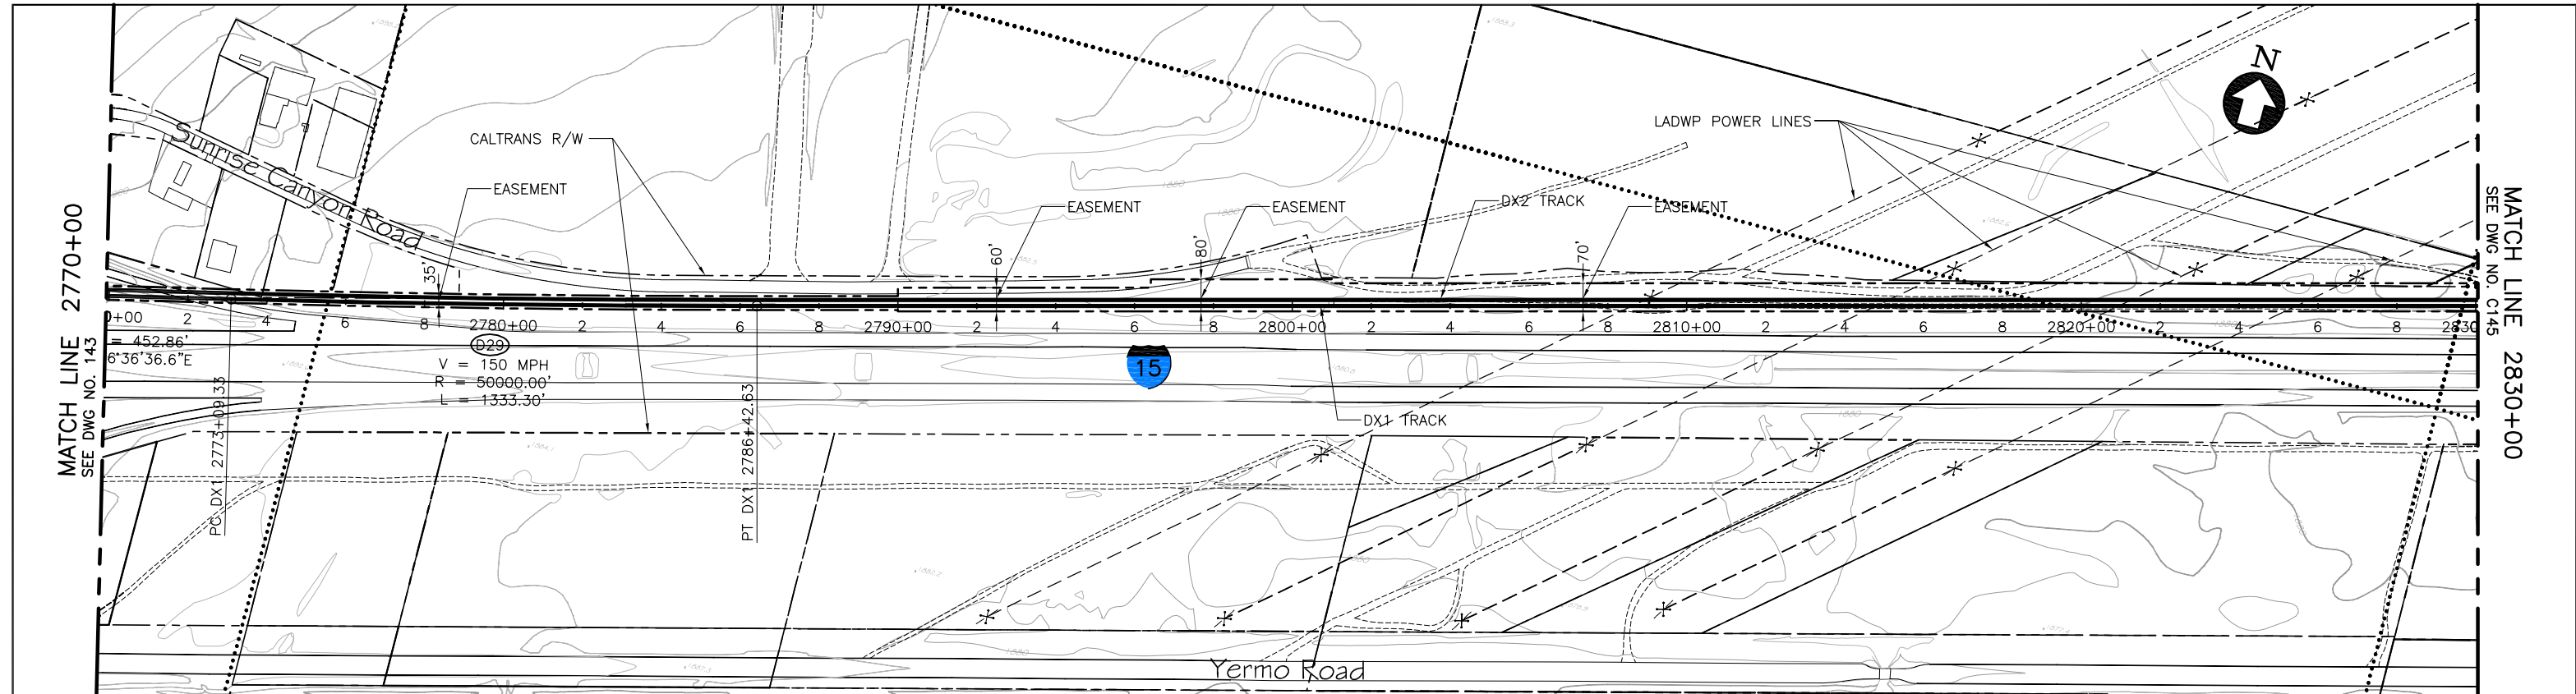 CALTRANS R/W
EASEMENT
Sunrise Canyon Road
EASEMENT
EASEMENT
DX2 TRACK
EASEMENT
LADWP POWER LINES
N
35'
60'
80'
70'
MATCH LINE 2770+00
SEE DWG NO. 143
MATCH LINE 2830+00
SEE DWG NO. C145
0+00 2 4 6 8 2780+00 2 4 6 8 2790+00 2 4 6 8 2800+00 2 4 6 8 2810+00 2 4 6 8 2820+00 2 4 6 8 2830
= 452.86'
6°36'36.6"E
D29
V = 150 MPH
R = 50000.00'
L = 1333.30'
PC DX1 2773+09.33
PT DX1 2786+42.63
15
DX1 TRACK
1880
1880
1880
1880
Yermo Road